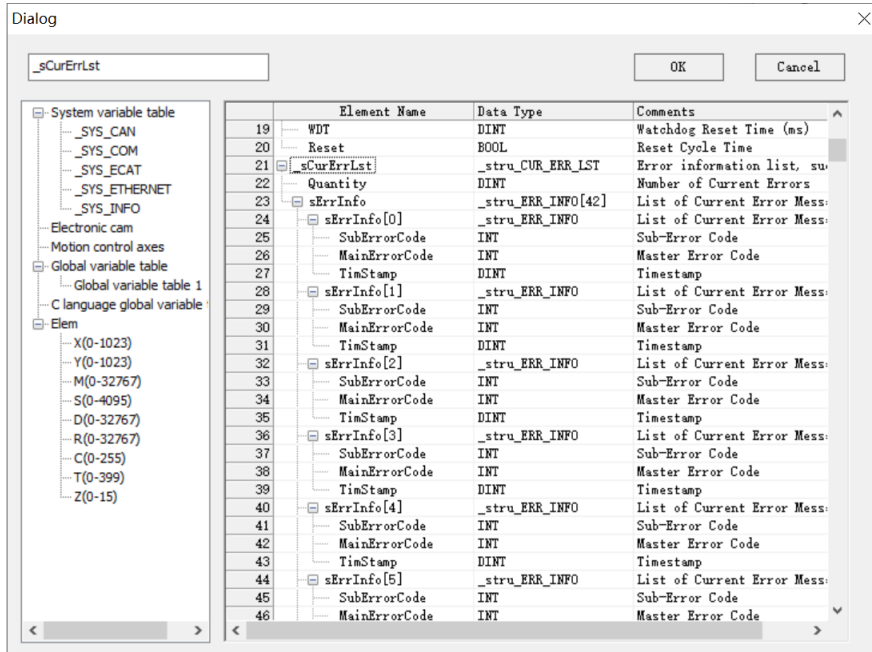 Dialog
_sCurErrLst
OK
Cancel
System variable table
_SYS_CAN
_SYS_COM
_SYS_ECAT
_SYS_ETHERNET
_SYS_INFO
Electronic cam
Motion control axes
Global variable table
Global variable table 1
C language global variable
Elem
X(0-1023)
Y(0-1023)
M(0-32767)
S(0-4095)
D(0-32767)
R(0-32767)
C(0-255)
T(0-399)
Z(0-15)
Element Name Data Type Comments
19 WDT DINT Watchdog Reset Time (ms)
20 Reset BOOL Reset Cycle Time
21 _sCurErrLst _stru_CUR_ERR_LST Error information list, su
22 Quantity DINT Number of Current Errors
23 sErrInfo _stru_ERR_INFO[42] List of Current Error Mess
24 sErrInfo[0] _stru_ERR_INFO List of Current Error Mess
25 SubErrorCode INT Sub-Error Code
26 MainErrorCode INT Master Error Code
27 TimStamp DINT Timestamp
28 sErrInfo[1] _stru_ERR_INFO List of Current Error Mess
29 SubErrorCode INT Sub-Error Code
30 MainErrorCode INT Master Error Code
31 TimStamp DINT Timestamp
32 sErrInfo[2] _stru_ERR_INFO List of Current Error Mess
33 SubErrorCode INT Sub-Error Code
34 MainErrorCode INT Master Error Code
35 TimStamp DINT Timestamp
36 sErrInfo[3] _stru_ERR_INFO List of Current Error Mess
37 SubErrorCode INT Sub-Error Code
38 MainErrorCode INT Master Error Code
39 TimStamp DINT Timestamp
40 sErrInfo[4] _stru_ERR_INFO List of Current Error Mess
41 SubErrorCode INT Sub-Error Code
42 MainErrorCode INT Master Error Code
43 TimStamp DINT Timestamp
44 sErrInfo[5] _stru_ERR_INFO List of Current Error Mess
45 SubErrorCode INT Sub-Error Code
46 MainErrorCode INT Master Error Code